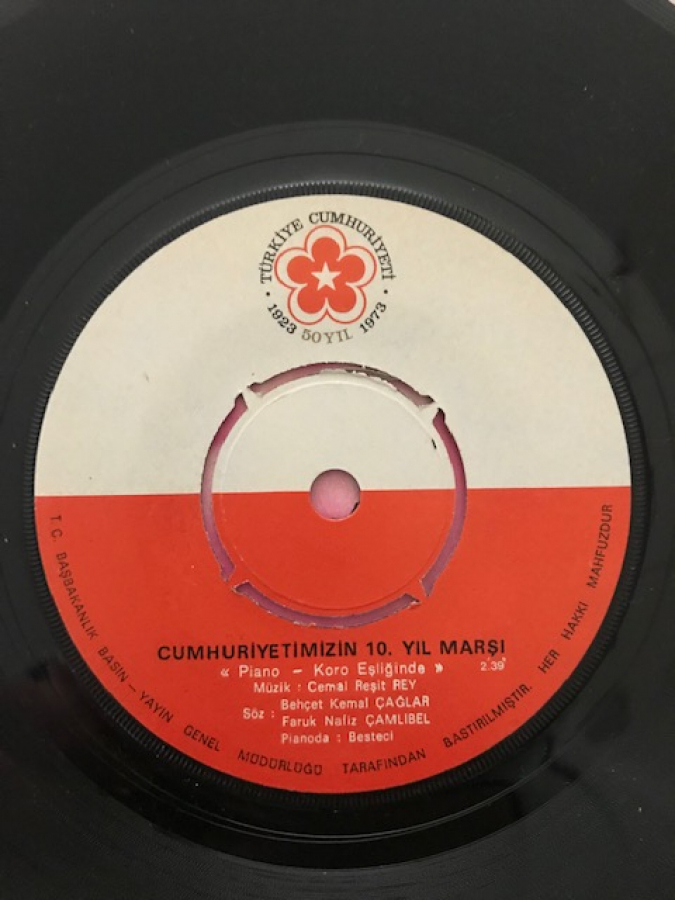 TÜRKİYE CUMHURİYETİ
• 1923 50 YIL 1973 •
CUMHURİYETİMİZİN 10. YIL MARŞI
« Piano – Koro Eşliğinde » 2.39'
Müzik : Cemal Reşit REY
Söz : Behçet Kemal ÇAĞLAR
Faruk Nafiz ÇAMLIBEL
Pianoda : Besteci
T. C. BAŞBAKANLIK BASIN – YAYIN GENEL MÜDÜRLÜĞÜ TARAFINDAN BASTIRILMIŞTIR. HER HAKKI MAHFUZDUR